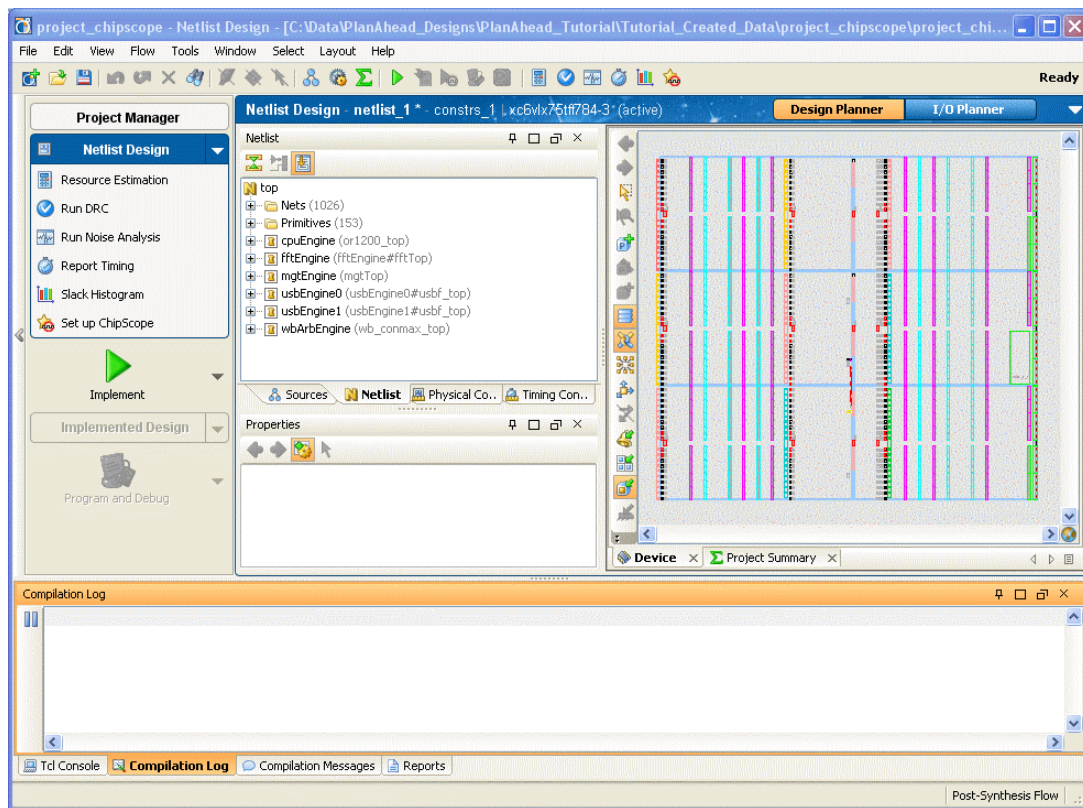 project_chipscope - Netlist Design - [C:\Data\PlanAhead_Designs\PlanAhead_Tutorial\Tutorial_Created_Data\project_chipscope\project_chi...
File Edit View Flow Tools Window Select Layout Help
Ready
Project Manager
Netlist Design
Resource Estimation
Run DRC
Run Noise Analysis
Report Timing
Slack Histogram
Set up ChipScope
Implement
Implemented Design
Program and Debug
Netlist Design - netlist_1 * - constrs_1 | xc6vlx75tff784-3 * (active)
Design Planner
I/O Planner
Netlist
top
Nets (1026)
Primitives (153)
cpuEngine (or1200_top)
fftEngine (fftEngine#fftTop)
mgtEngine (mgtTop)
usbEngine0 (usbEngine0#usbf_top)
usbEngine1 (usbEngine1#usbf_top)
wbArbEngine (wb_conmax_top)
Sources Netlist Physical Co.. Timing Con..
Properties
Device Project Summary
Compilation Log
Tcl Console Compilation Log Compilation Messages Reports
Post-Synthesis Flow